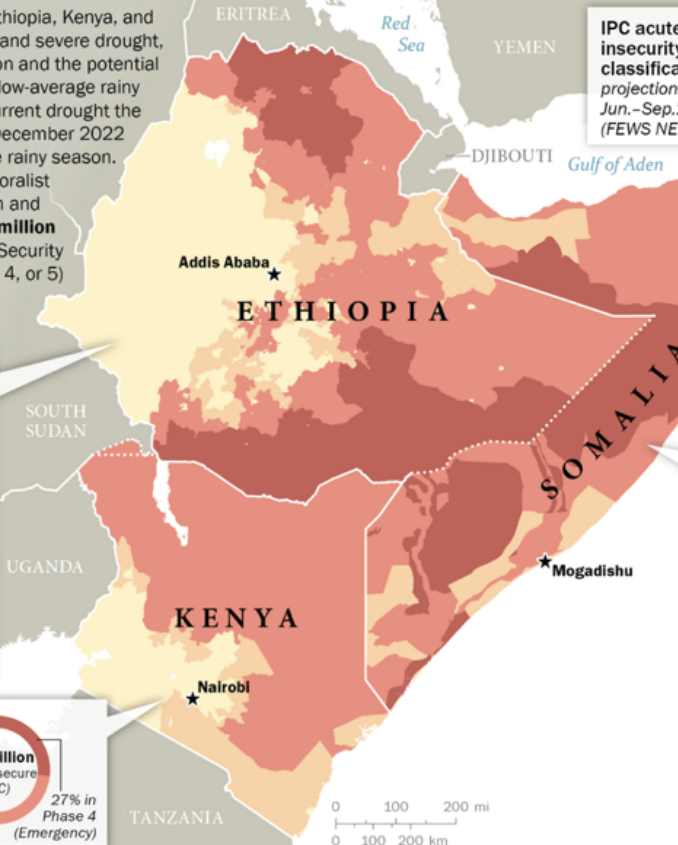 thiopia, Kenya, and
and severe drought,
on and the potential
low-average rainy
urrent drought the
December 2022
e rainy season.
oralist
n and
million
Security
4, or 5)
ERITREA
Red
Sea
YEMEN
IPC acute
insecurity
classifica
projection
Jun.–Sep.
(FEWS NE
DJIBOUTI
Gulf of Aden
Addis Ababa
ETHIOPIA
SOUTH
SUDAN
SOMALIA
UGANDA
Mogadishu
KENYA
Nairobi
illion
secure
C)
27% in
Phase 4
(Emergency)
TANZANIA
0 100 200 mi
0 100 200 km